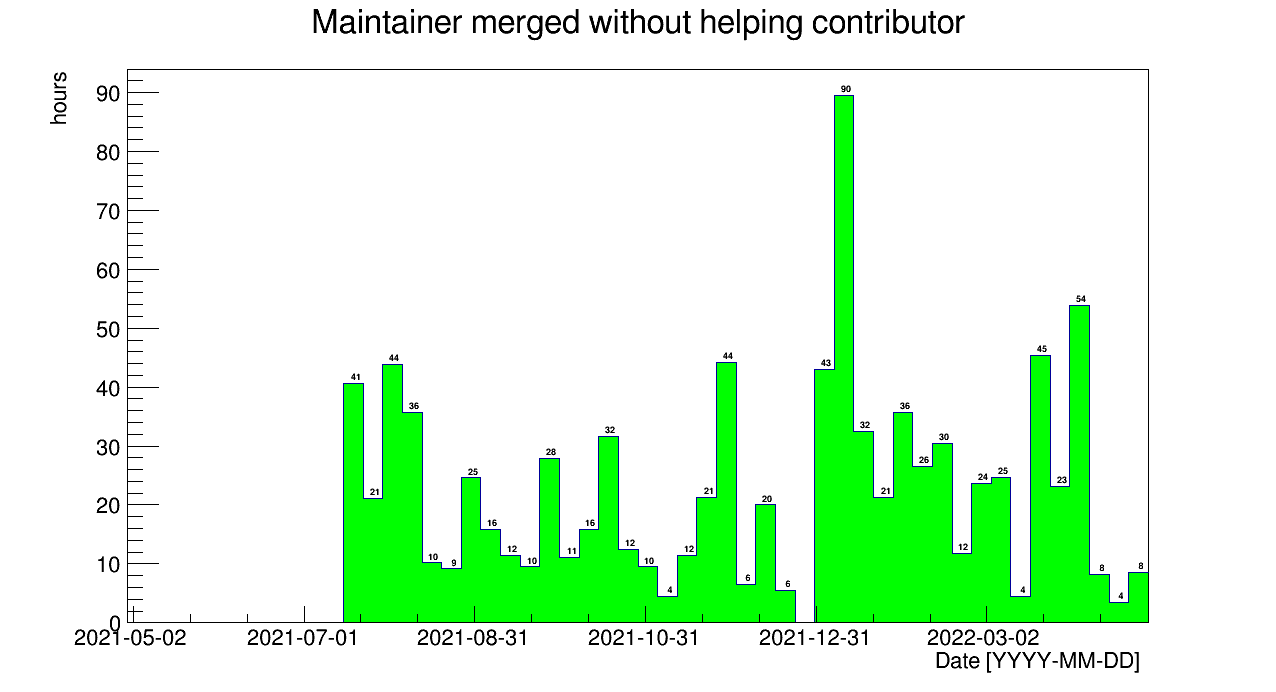 Maintainer merged without helping contributor
hours
90
80
70
60
50
40
30
20
10
0
41 21 44 36 10 9 25 16 12 10 28 11 16 32 12 10 4 12 21 44 6 20 6 43 90 32 21 36 26 30 12 24 25 4 45 23 54 8 4 8
2021-05-02 2021-07-01 2021-08-31 2021-10-31 2021-12-31 2022-03-02
Date [YYYY-MM-DD]